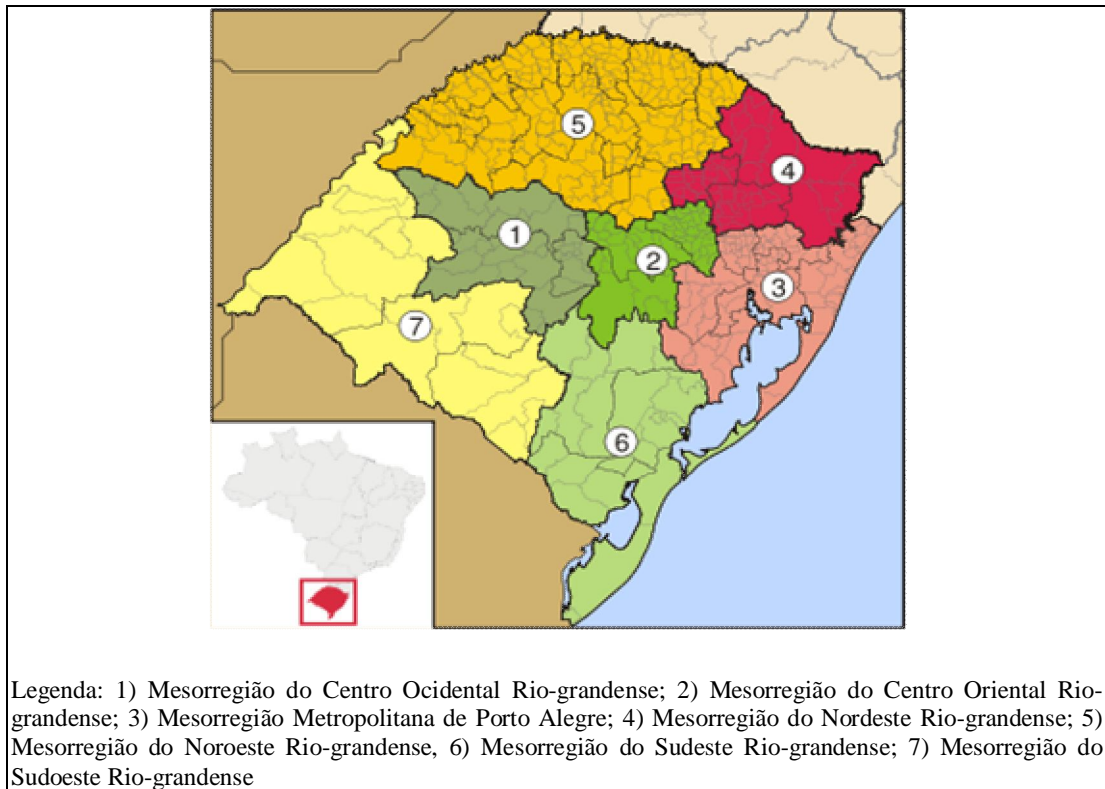 5
4
1
2
3
7
6
Legenda: 1) Mesorregião do Centro Ocidental Rio-grandense; 2) Mesorregião do Centro Oriental Rio-
grandense; 3) Mesorregião Metropolitana de Porto Alegre; 4) Mesorregião do Nordeste Rio-grandense; 5)
Mesorregião do Noroeste Rio-grandense, 6) Mesorregião do Sudeste Rio-grandense; 7) Mesorregião do
Sudoeste Rio-grandense